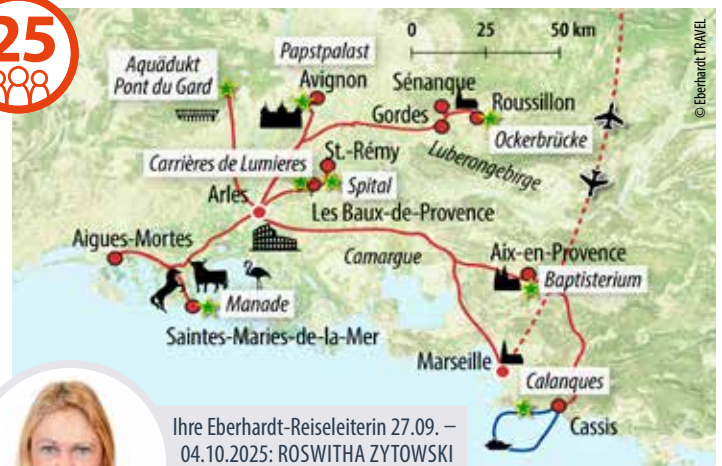 25
0 25 50 km
© Eberhardt TRAVEL
Aquädukt
Pont du Gard
Papstpalast
Avignon
Sénanque
Gordes
Roussillon
Ockerbrücke
Luberongebirge
Carrières de Lumieres
St.-Rémy
Spital
Arles
Les Baux-de-Provence
Aigues-Mortes
Camargue
Aix-en-Provence
Baptisterium
Manade
Saintes-Maries-de-la-Mer
Marseille
Calanques
Cassis
Ihre Eberhardt-Reiseleiterin 27.09. –
04.10.2025: ROSWITHA ZYTOWSKI